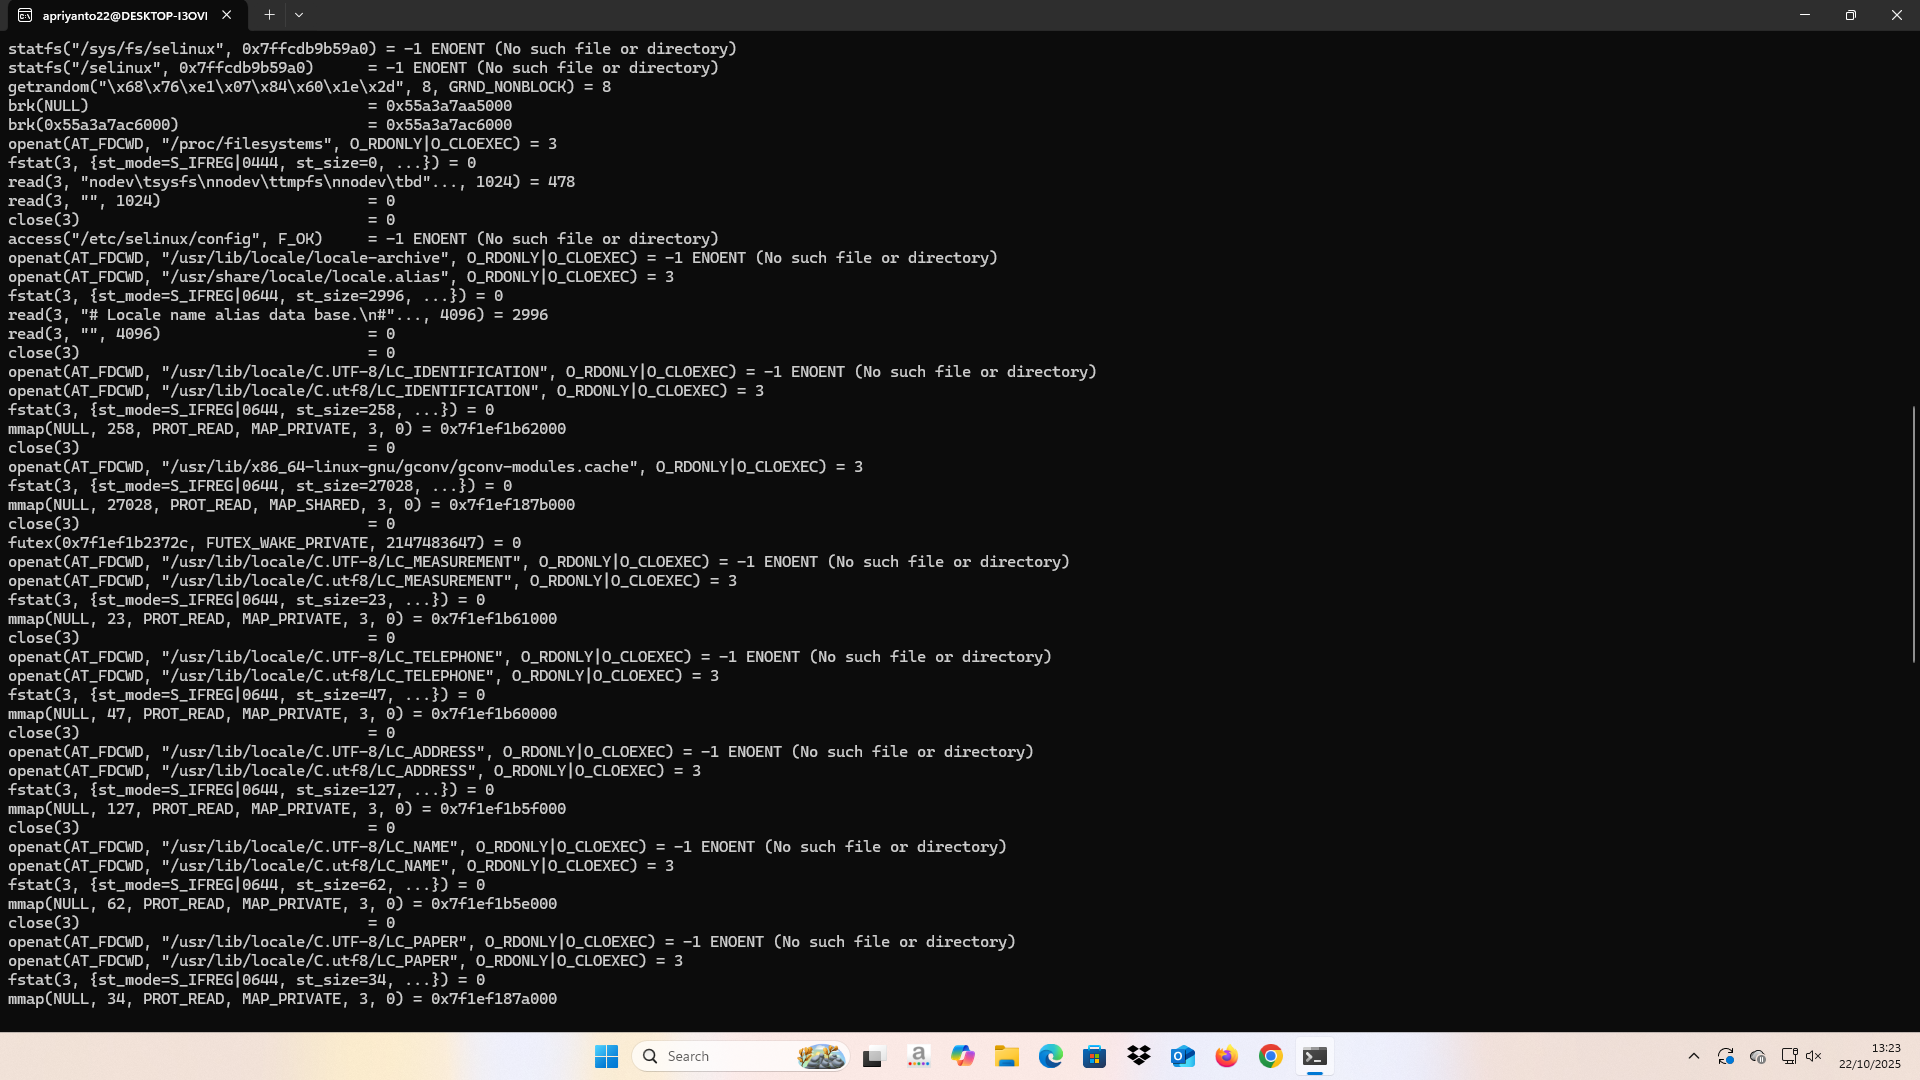 apriyanto22@DESKTOP-I3OVI
statfs("/sys/fs/selinux", 0x7ffcdb9b59a0) = -1 ENOENT (No such file or directory)
statfs("/selinux", 0x7ffcdb9b59a0)      = -1 ENOENT (No such file or directory)
getrandom("\x68\x76\xe1\x07\x84\x60\x1e\x2d", 8, GRND_NONBLOCK) = 8
brk(NULL)                               = 0x55a3a7aa5000
brk(0x55a3a7ac6000)                     = 0x55a3a7ac6000
openat(AT_FDCWD, "/proc/filesystems", O_RDONLY|O_CLOEXEC) = 3
fstat(3, {st_mode=S_IFREG|0444, st_size=0, ...}) = 0
read(3, "nodev\tsysfs\nnodev\ttmpfs\nnodev\tbd"..., 1024) = 478
read(3, "", 1024)                       = 0
close(3)                                = 0
access("/etc/selinux/config", F_OK)     = -1 ENOENT (No such file or directory)
openat(AT_FDCWD, "/usr/lib/locale/locale-archive", O_RDONLY|O_CLOEXEC) = -1 ENOENT (No such file or directory)
openat(AT_FDCWD, "/usr/share/locale/locale.alias", O_RDONLY|O_CLOEXEC) = 3
fstat(3, {st_mode=S_IFREG|0644, st_size=2996, ...}) = 0
read(3, "# Locale name alias data base.\n#"..., 4096) = 2996
read(3, "", 4096)                       = 0
close(3)                                = 0
openat(AT_FDCWD, "/usr/lib/locale/C.UTF-8/LC_IDENTIFICATION", O_RDONLY|O_CLOEXEC) = -1 ENOENT (No such file or directory)
openat(AT_FDCWD, "/usr/lib/locale/C.utf8/LC_IDENTIFICATION", O_RDONLY|O_CLOEXEC) = 3
fstat(3, {st_mode=S_IFREG|0644, st_size=258, ...}) = 0
mmap(NULL, 258, PROT_READ, MAP_PRIVATE, 3, 0) = 0x7f1ef1b62000
close(3)                                = 0
openat(AT_FDCWD, "/usr/lib/x86_64-linux-gnu/gconv/gconv-modules.cache", O_RDONLY|O_CLOEXEC) = 3
fstat(3, {st_mode=S_IFREG|0644, st_size=27028, ...}) = 0
mmap(NULL, 27028, PROT_READ, MAP_SHARED, 3, 0) = 0x7f1ef187b000
close(3)                                = 0
futex(0x7f1ef1b2372c, FUTEX_WAKE_PRIVATE, 2147483647) = 0
openat(AT_FDCWD, "/usr/lib/locale/C.UTF-8/LC_MEASUREMENT", O_RDONLY|O_CLOEXEC) = -1 ENOENT (No such file or directory)
openat(AT_FDCWD, "/usr/lib/locale/C.utf8/LC_MEASUREMENT", O_RDONLY|O_CLOEXEC) = 3
fstat(3, {st_mode=S_IFREG|0644, st_size=23, ...}) = 0
mmap(NULL, 23, PROT_READ, MAP_PRIVATE, 3, 0) = 0x7f1ef1b61000
close(3)                                = 0
openat(AT_FDCWD, "/usr/lib/locale/C.UTF-8/LC_TELEPHONE", O_RDONLY|O_CLOEXEC) = -1 ENOENT (No such file or directory)
openat(AT_FDCWD, "/usr/lib/locale/C.utf8/LC_TELEPHONE", O_RDONLY|O_CLOEXEC) = 3
fstat(3, {st_mode=S_IFREG|0644, st_size=47, ...}) = 0
mmap(NULL, 47, PROT_READ, MAP_PRIVATE, 3, 0) = 0x7f1ef1b60000
close(3)                                = 0
openat(AT_FDCWD, "/usr/lib/locale/C.UTF-8/LC_ADDRESS", O_RDONLY|O_CLOEXEC) = -1 ENOENT (No such file or directory)
openat(AT_FDCWD, "/usr/lib/locale/C.utf8/LC_ADDRESS", O_RDONLY|O_CLOEXEC) = 3
fstat(3, {st_mode=S_IFREG|0644, st_size=127, ...}) = 0
mmap(NULL, 127, PROT_READ, MAP_PRIVATE, 3, 0) = 0x7f1ef1b5f000
close(3)                                = 0
openat(AT_FDCWD, "/usr/lib/locale/C.UTF-8/LC_NAME", O_RDONLY|O_CLOEXEC) = -1 ENOENT (No such file or directory)
openat(AT_FDCWD, "/usr/lib/locale/C.utf8/LC_NAME", O_RDONLY|O_CLOEXEC) = 3
fstat(3, {st_mode=S_IFREG|0644, st_size=62, ...}) = 0
mmap(NULL, 62, PROT_READ, MAP_PRIVATE, 3, 0) = 0x7f1ef1b5e000
close(3)                                = 0
openat(AT_FDCWD, "/usr/lib/locale/C.UTF-8/LC_PAPER", O_RDONLY|O_CLOEXEC) = -1 ENOENT (No such file or directory)
openat(AT_FDCWD, "/usr/lib/locale/C.utf8/LC_PAPER", O_RDONLY|O_CLOEXEC) = 3
fstat(3, {st_mode=S_IFREG|0644, st_size=34, ...}) = 0
mmap(NULL, 34, PROT_READ, MAP_PRIVATE, 3, 0) = 0x7f1ef187a000
Search
13:23
22/10/2025